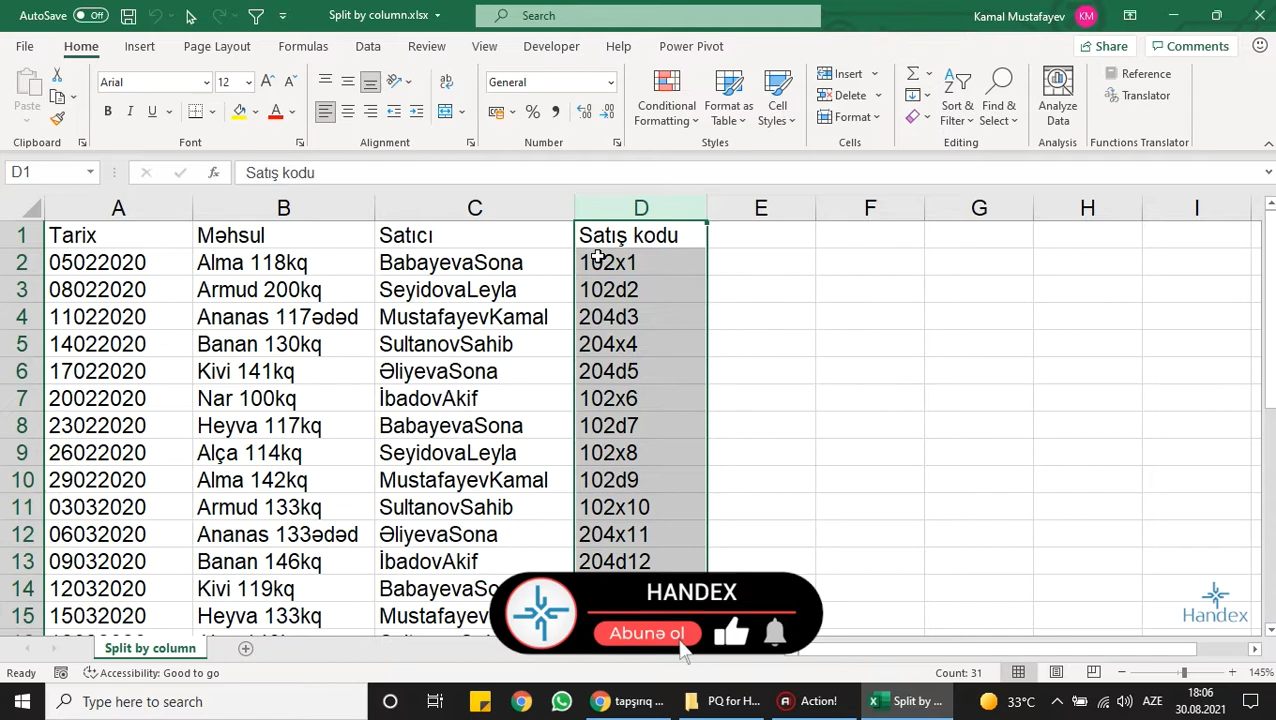 AutoSave Off Split by column.xlsx Search Kamal Mustafayev KM
File Home Insert Page Layout Formulas Data Review View Developer Help Power Pivot Share Comments
Paste Arial 12 B I U General Conditional Formatting Format as Table Cell Styles Insert Delete Format Sort & Filter Find & Select Analyze Data Reference Translator
Clipboard Font Alignment Number Styles Cells Editing Analysis Functions Translator
D1 fx Satış kodu
A B C D E F G H I
1 Tarix Məhsul Satıcı Satış kodu
2 05022020 Alma 118kq BabayevaSona 102x1
3 08022020 Armud 200kq SeyidovaLeyla 102d2
4 11022020 Ananas 117ədəd MustafayevKamal 204d3
5 14022020 Banan 130kq SultanovSahib 204x4
6 17022020 Kivi 141kq ƏliyevaSona 204d5
7 20022020 Nar 100kq İbadovAkif 102x6
8 23022020 Heyva 117kq BabayevaSona 102d7
9 26022020 Alça 114kq SeyidovaLeyla 102x8
10 29022020 Alma 142kq MustafayevKamal 102d9
11 03032020 Armud 133kq SultanovSahib 102x10
12 06032020 Ananas 133ədəd ƏliyevaSona 204x11
13 09032020 Banan 146kq İbadovAkif 204d12
14 12032020 Kivi 119kq
15 15032020 Heyva 133kq
HANDEX
Abunə ol
Handex
Split by column
Ready Accessibility: Good to go Count: 31 145%
Type here to search tapşırıq ... PQ for H... Action! Split by ... 33°C AZE 18:06
30.08.2021